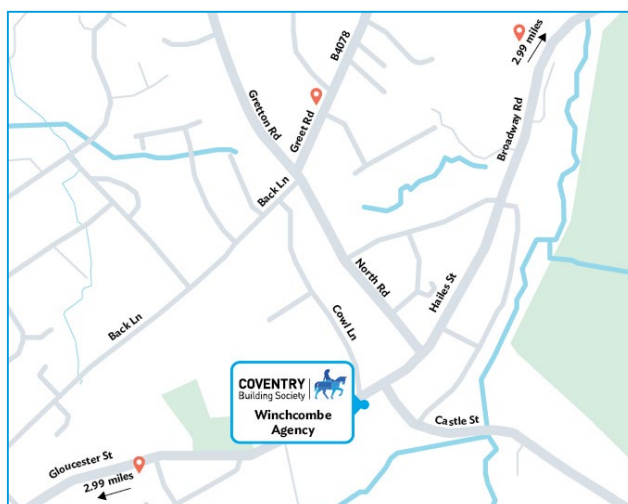 2.99 miles
B4078
Gretton Rd
Greet Rd
Broadway Rd
Back Ln
North Rd
Hailes St
Cowl Ln
Back Ln
COVENTRY
Building Society
Winchcombe
Agency
Castle St
Gloucester St
2.99 miles